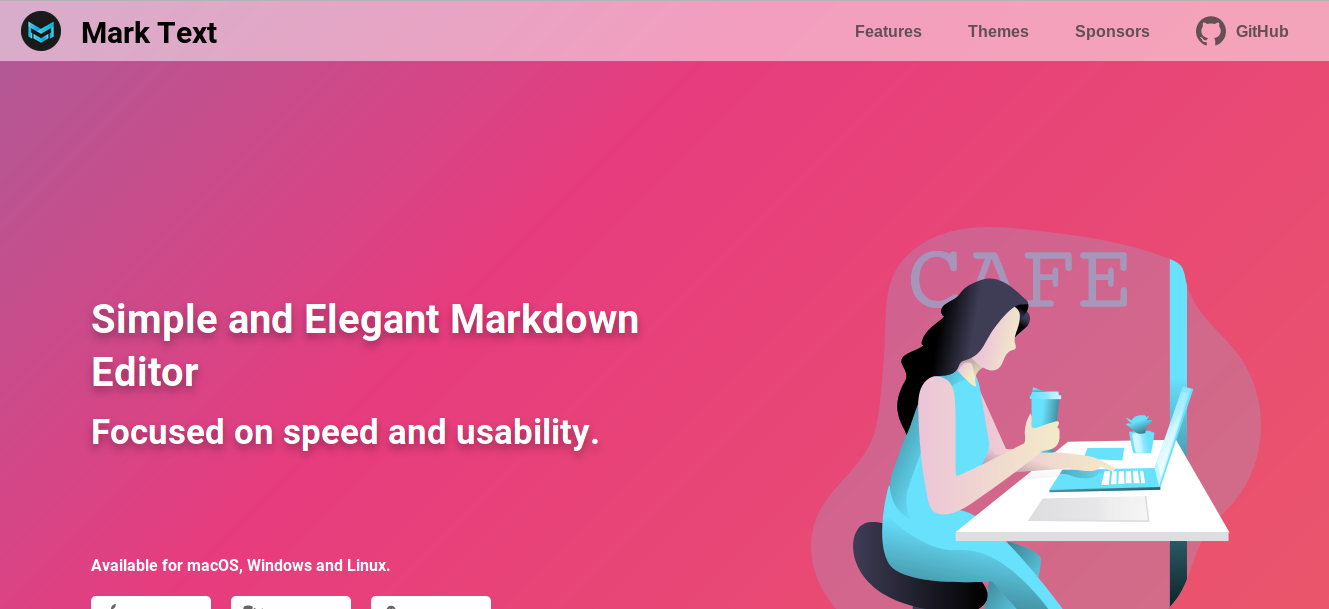 Mark Text
Features
Themes
Sponsors
GitHub
CAFE
Simple and Elegant Markdown
Editor
Focused on speed and usability.
Available for macOS, Windows and Linux.